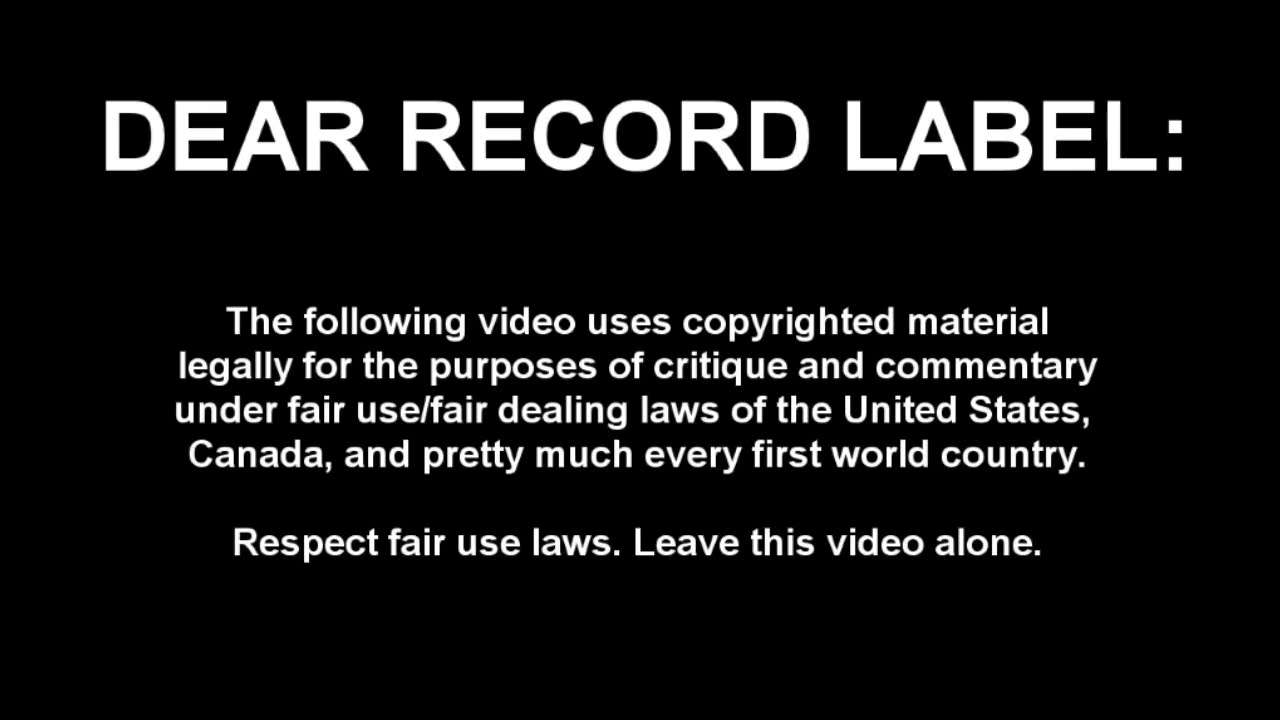 DEAR RECORD LABEL:
The following video uses copyrighted material
legally for the purposes of critique and commentary
under fair use/fair dealing laws of the United States,
Canada, and pretty much every first world country.
Respect fair use laws. Leave this video alone.